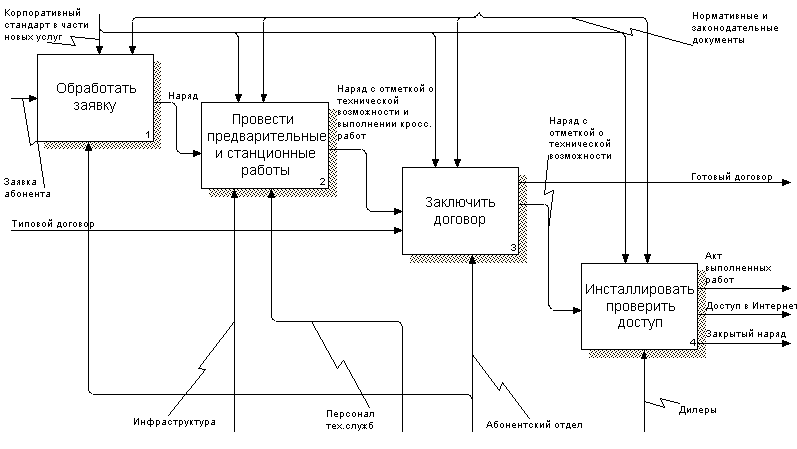 Корпоративный
стандарт в части
новых услуг
Нормативные и
законодательные
документы
Обработать
заявку
1
Наряд
Заявка
абонента
Провести
предварительные
и станционные
работы
2
Наряд с отметкой о
технической
возможности и
выполнении кросс.
работ
Наряд с
отметкой о
технической
возможности
Типовой договор
Заключить
договор
3
Готовый договор
Инсталлировать
проверить
доступ
4
Акт
выполненных
работ
Доступ в Интернет
Закрытый наряд
Инфраструктура
Персонал
тех.служб
Абонентский отдел
Дилеры